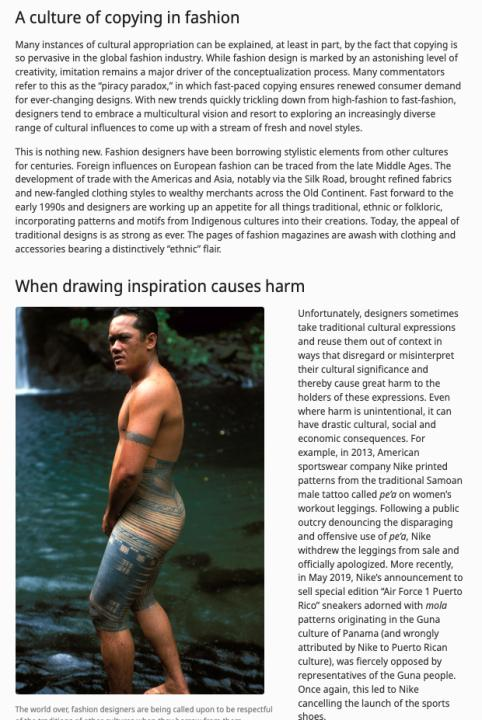 A culture of copying in fashion
Many instances of cultural appropriation can be explained, at least in part, by the fact that copying is
so pervasive in the global fashion industry. While fashion design is marked by an astonishing level of
creativity, imitation remains a major driver of the conceptualization process. Many commentators
refer to this as the “piracy paradox,” in which fast-paced copying ensures renewed consumer demand
for ever-changing designs. With new trends quickly trickling down from high-fashion to fast-fashion,
designers tend to embrace a multicultural vision and resort to exploring an increasingly diverse
range of cultural influences to come up with a stream of fresh and novel styles.
This is nothing new. Fashion designers have been borrowing stylistic elements from other cultures
for centuries. Foreign influences on European fashion can be traced from the late Middle Ages. The
development of trade with the Americas and Asia, notably via the Silk Road, brought refined fabrics
and new-fangled clothing styles to wealthy merchants across the Old Continent. Fast forward to the
early 1990s and designers are working up an appetite for all things traditional, ethnic or folkloric,
incorporating patterns and motifs from Indigenous cultures into their creations. Today, the appeal of
traditional designs is as strong as ever. The pages of fashion magazines are awash with clothing and
accessories bearing a distinctively “ethnic” flair.
When drawing inspiration causes harm
Unfortunately, designers sometimes
take traditional cultural expressions
and reuse them out of context in
ways that disregard or misinterpret
their cultural significance and
thereby cause great harm to the
holders of these expressions. Even
where harm is unintentional, it can
have drastic cultural, social and
economic consequences. For
example, in 2013, American
sportswear company Nike printed
patterns from the traditional Samoan
male tattoo called pe’a on women’s
workout leggings. Following a public
outcry denouncing the disparaging
and offensive use of pe’a, Nike
withdrew the leggings from sale and
officially apologized. More recently,
in May 2019, Nike’s announcement to
sell special edition “Air Force 1 Puerto
Rico” sneakers adorned with mola
patterns originating in the Guna
culture of Panama (and wrongly
attributed by Nike to Puerto Rican
culture), was fiercely opposed by
representatives of the Guna people.
Once again, this led to Nike
cancelling the launch of the sports
shoes.
The world over, fashion designers are being called upon to be respectful